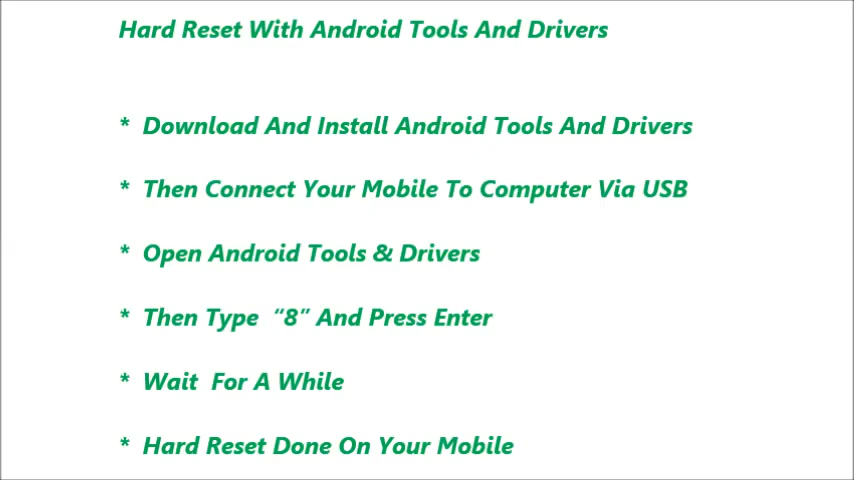 Hard Reset With Android Tools And Drivers
* Download And Install Android Tools And Drivers
* Then Connect Your Mobile To Computer Via USB
* Open Android Tools & Drivers
* Then Type “8” And Press Enter
* Wait For A While
* Hard Reset Done On Your Mobile